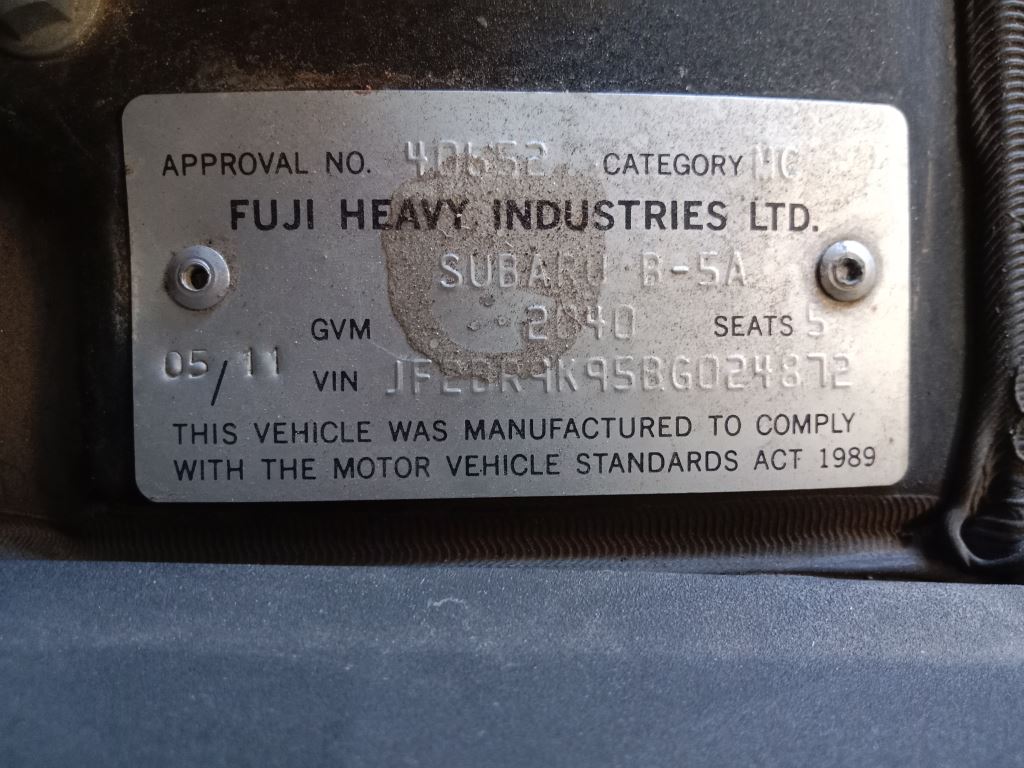 APPROVAL NO. 40652 CATEGORY MC
FUJI HEAVY INDUSTRIES LTD.
SUBARU B-5A
GVM 2040 SEATS 5
05/11 VIN JF2BR9K95BG024872
THIS VEHICLE WAS MANUFACTURED TO COMPLY
WITH THE MOTOR VEHICLE STANDARDS ACT 1989